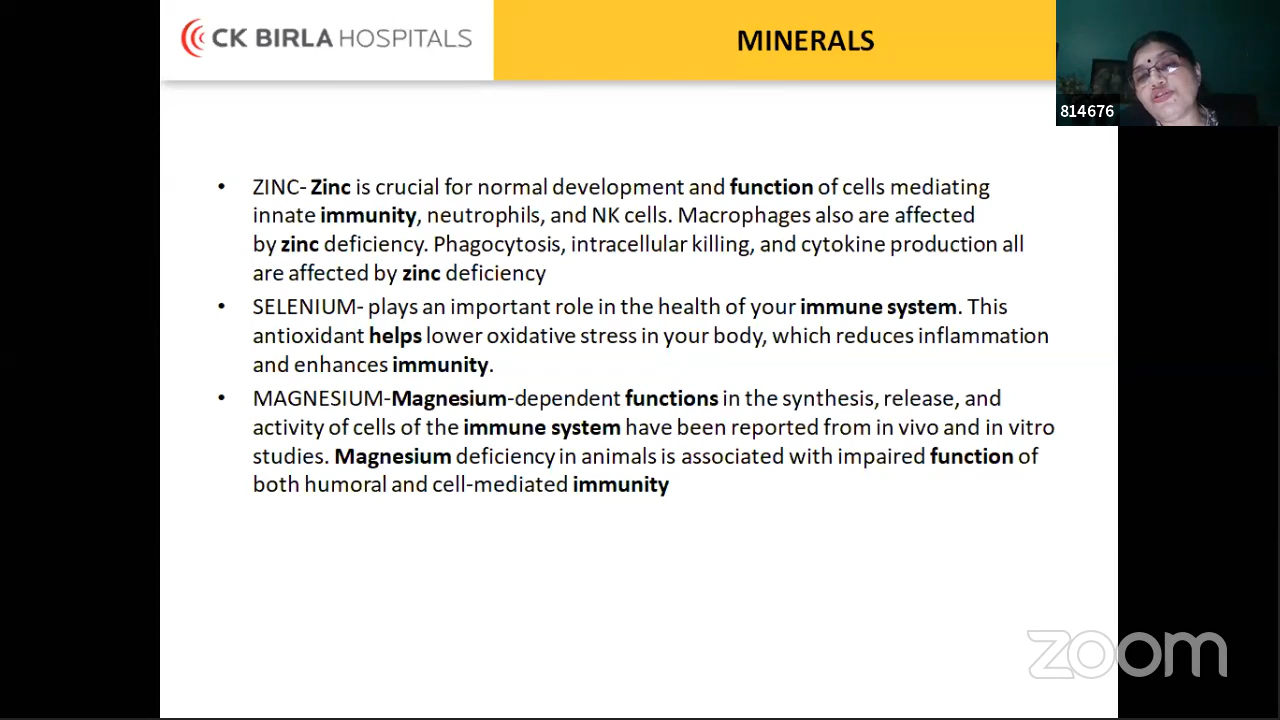 CK BIRLA HOSPITALS
MINERALS
814676
• ZINC- Zinc is crucial for normal development and function of cells mediating
innate immunity, neutrophils, and NK cells. Macrophages also are affected
by zinc deficiency. Phagocytosis, intracellular killing, and cytokine production all
are affected by zinc deficiency
• SELENIUM- plays an important role in the health of your immune system. This
antioxidant helps lower oxidative stress in your body, which reduces inflammation
and enhances immunity.
• MAGNESIUM-Magnesium-dependent functions in the synthesis, release, and
activity of cells of the immune system have been reported from in vivo and in vitro
studies. Magnesium deficiency in animals is associated with impaired function of
both humoral and cell-mediated immunity
zoom